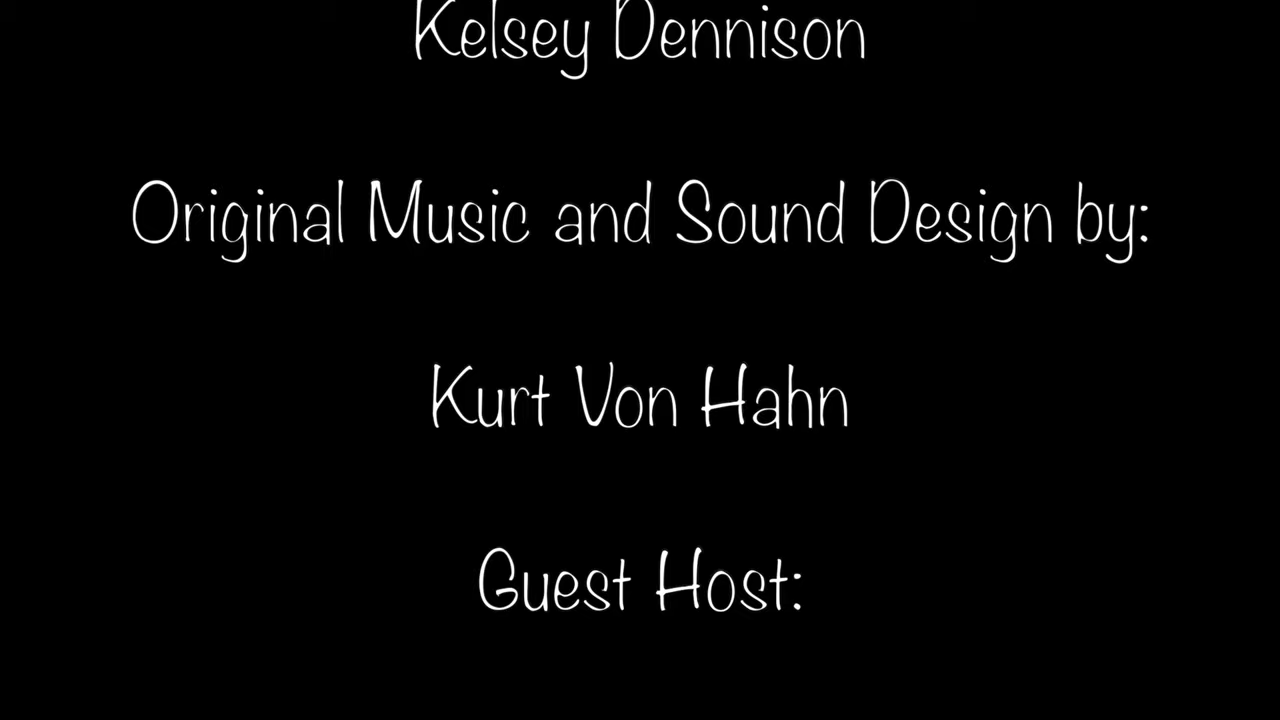 Kelsey Dennison
Original Music and Sound Design by:
Kurt Von Hahn
Guest Host: